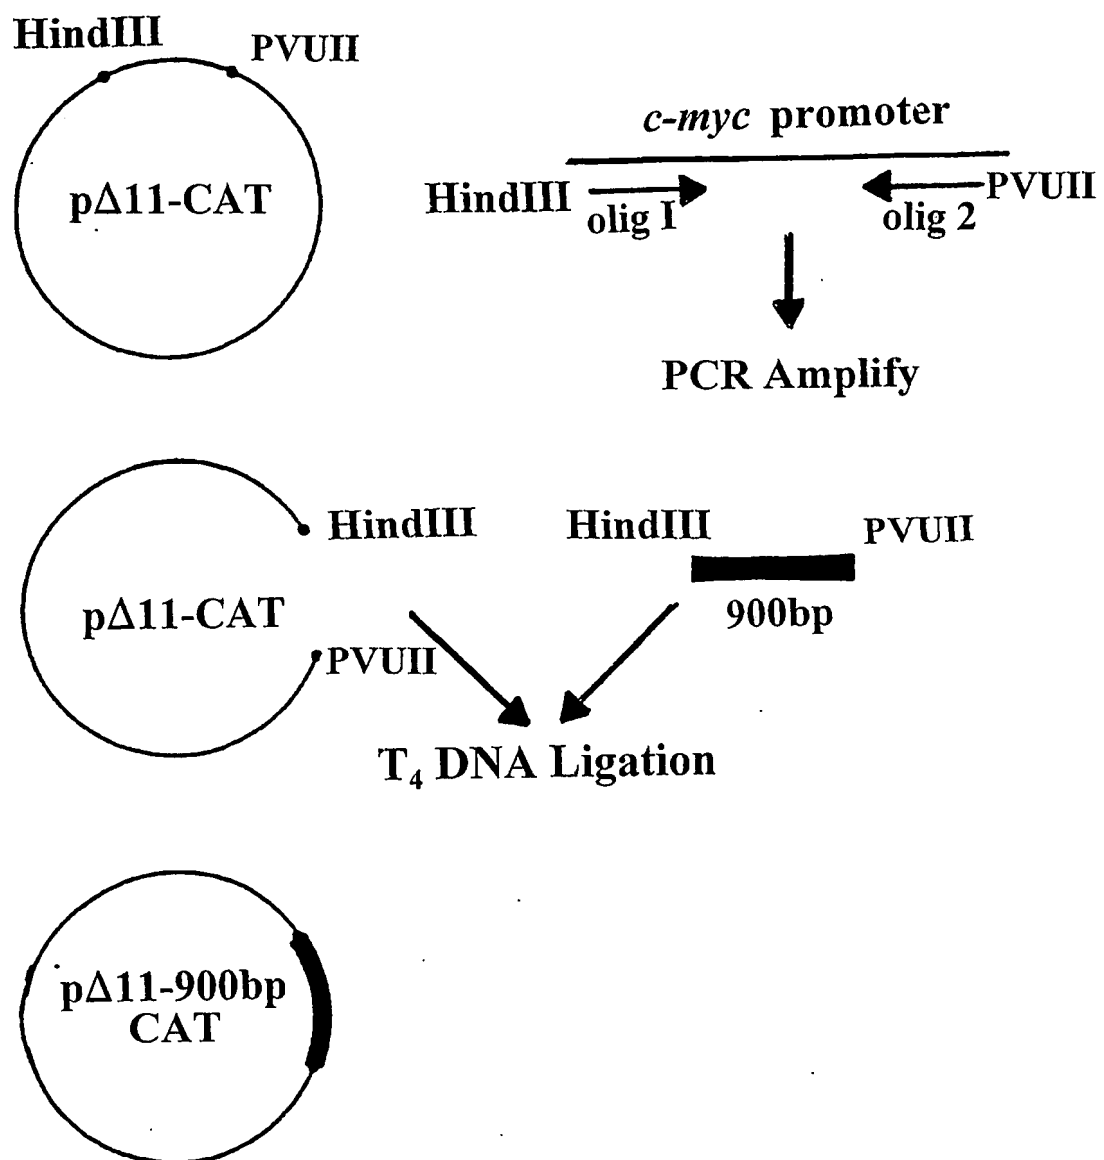 HindIII
PVUII
pΔ11-CAT
c-myc promoter
HindIII
PVUII
olig I
olig 2
PCR Amplify
pΔ11-CAT
HindIII
PVUII
HindIII
PVUII
900bp
T₄ DNA Ligation
pΔ11-900bp
CAT